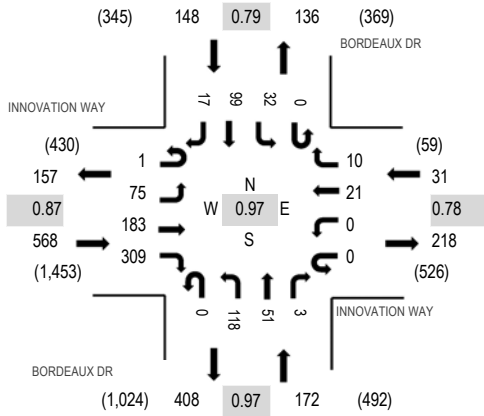 (345) 148 0.79 136 (369)
BORDEAUX DR
INNOVATION WAY
17 99 32 0
(430) (59)
157 1 10 31
75 N 21
0.87 W 0.97 E 0.78
183 S 0
568 309 0 218
(1,453) (526)
0 118 51 3
INNOVATION WAY
BORDEAUX DR
(1,024) 408 0.97 172 (492)